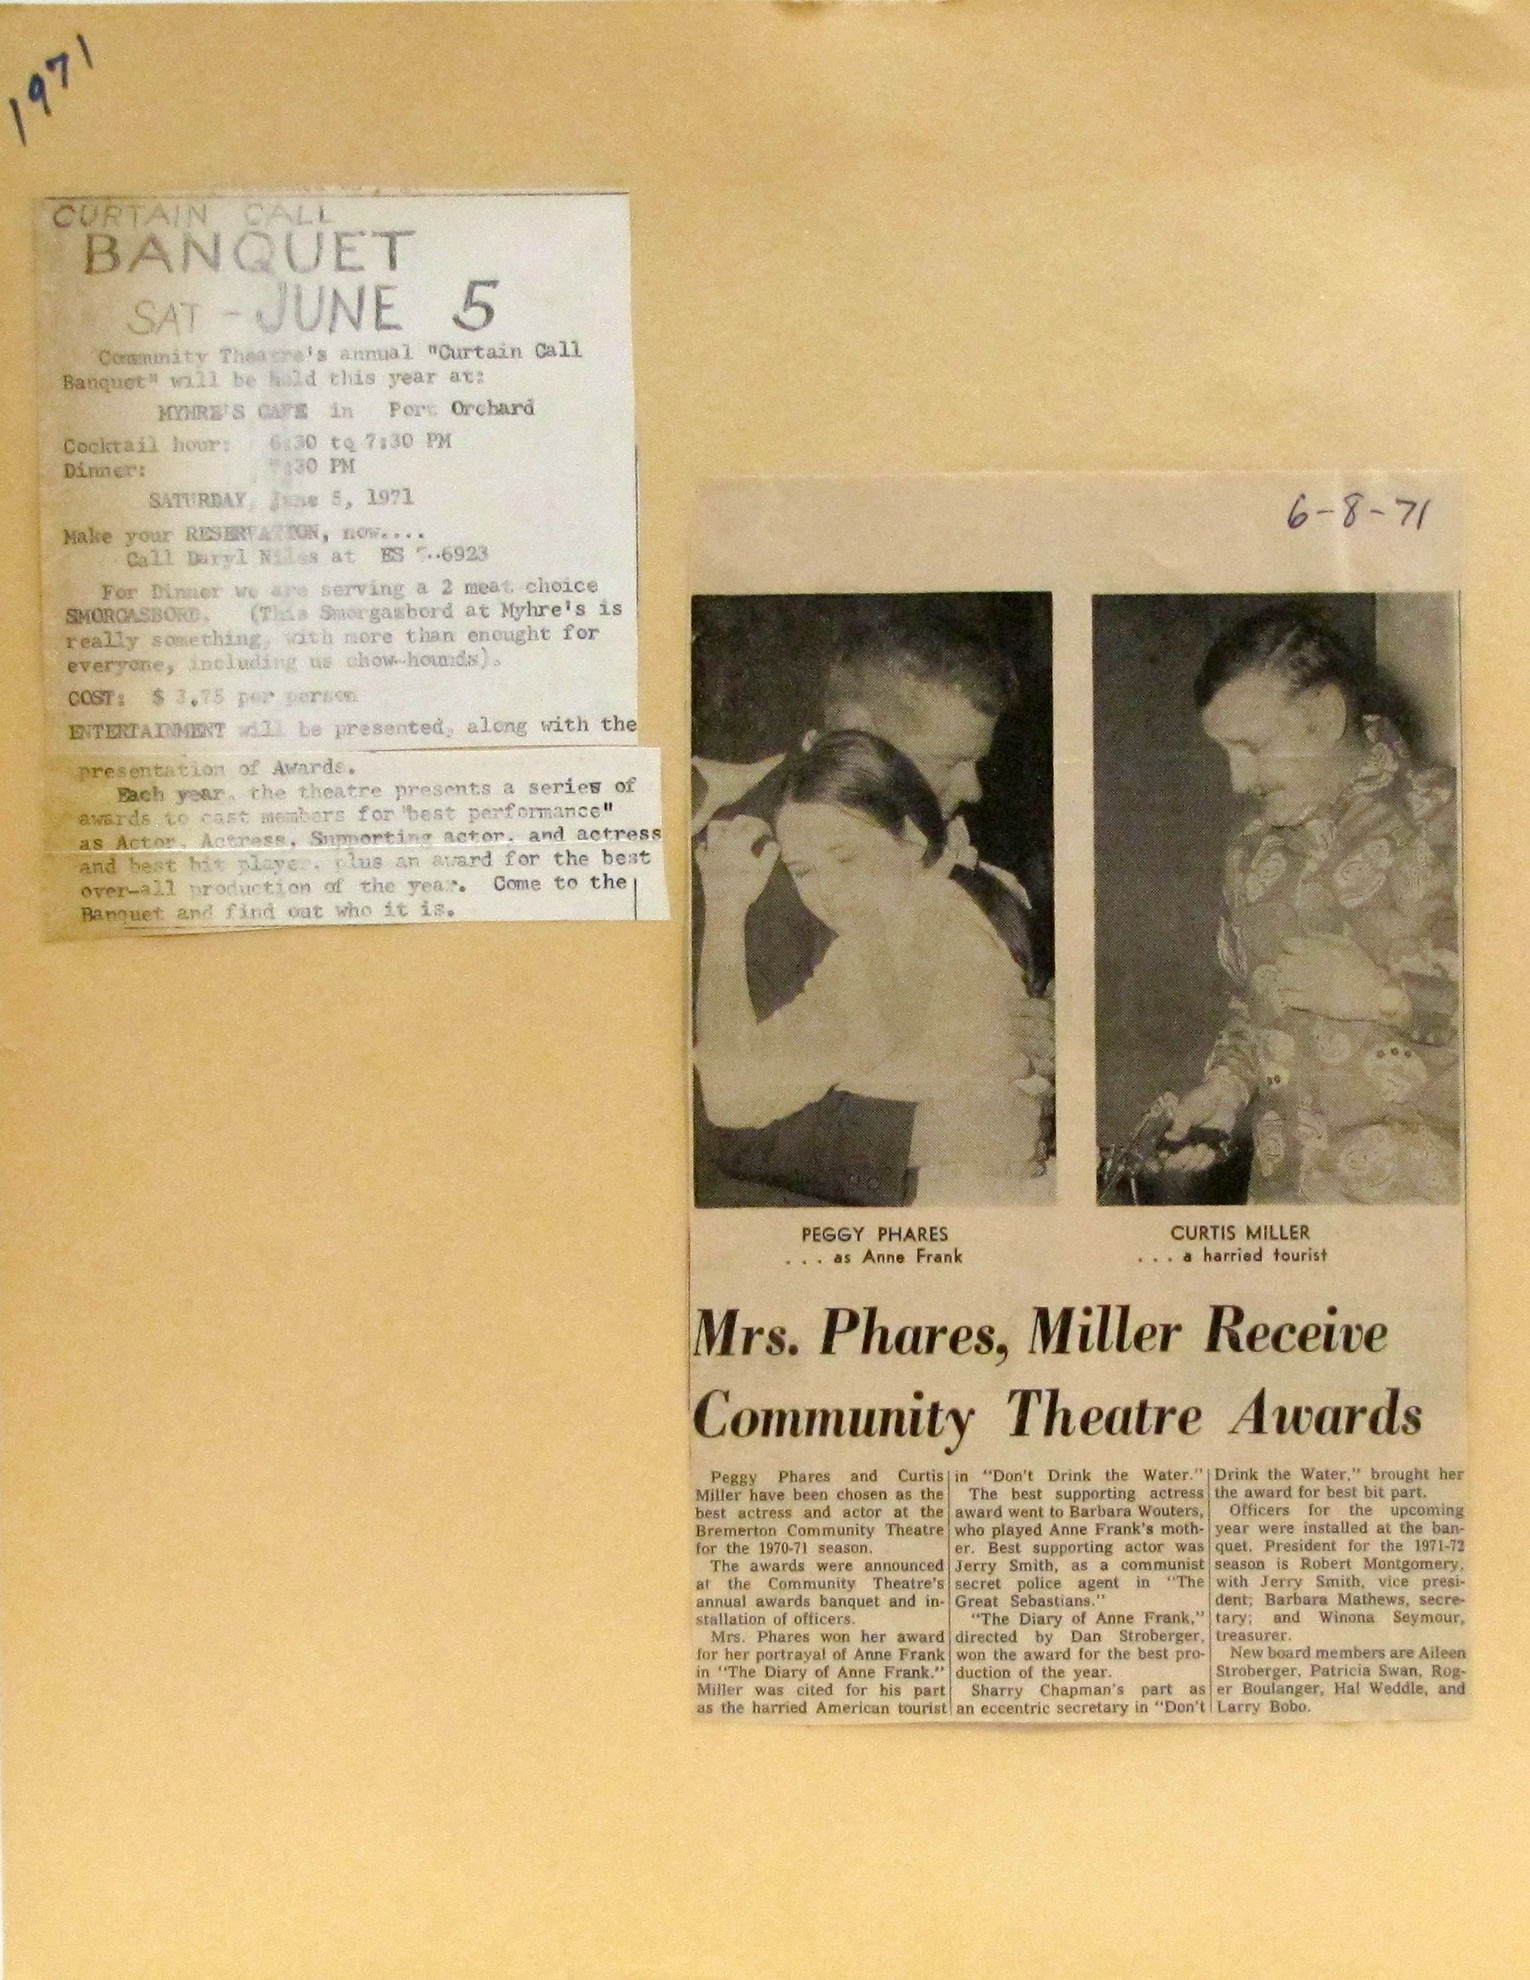 1971
CURTAIN CALL
BANQUET
SAT - JUNE 5
Community Theatre's annual "Curtain Call
Banquet" will be held this year at:
MYHRE'S CAFE in Port Orchard
Cocktail hour: 6:30 to 7:30 PM
Dinner: 7:30 PM
SATURDAY, June 5, 1971
Make your RESERVATION, now....
Call Daryl Niles at ES 6923
For Dinner we are serving a 2 meat choice
SMORGASBORD. (This Smorgasbord at Myhre's is
really something, with more than enought for
everyone, including us chow-hounds).
COST: $ 3.75 per person
ENTERTAINMENT will be presented, along with the
presentation of Awards.
Each year, the theatre presents a series of
awards to cast members for "best performance"
as Actor, Actress, Supporting actor, and actress
and best bit player, plus an award for the best
over-all production of the year. Come to the
Banquet and find out who it is.
6-8-71
PEGGY PHARES
. . . as Anne Frank
CURTIS MILLER
. . . a harried tourist
Mrs. Phares, Miller Receive
Community Theatre Awards
Peggy Phares and Curtis
Miller have been chosen as the
best actress and actor at the
Bremerton Community Theatre
for the 1970-71 season.
The awards were announced
at the Community Theatre's
annual awards banquet and in-
stallation of officers.
Mrs. Phares won her award
for her portrayal of Anne Frank
in "The Diary of Anne Frank."
Miller was cited for his part
as the harried American tourist
in "Don't Drink the Water."
The best supporting actress
award went to Barbara Wouters,
who played Anne Frank's moth-
er. Best supporting actor was
Jerry Smith, as a communist
secret police agent in "The
Great Sebastians."
"The Diary of Anne Frank,"
directed by Dan Stroberger,
won the award for the best pro-
duction of the year.
Sharry Chapman's part as
an eccentric secretary in "Don't
Drink the Water," brought her
the award for best bit part.
Officers for the upcoming
year were installed at the ban-
quet. President for the 1971-72
season is Robert Montgomery,
with Jerry Smith, vice presi-
dent; Barbara Mathews, secre-
tary; and Winona Seymour,
treasurer.
New board members are Aileen
Stroberger, Patricia Swan, Rog-
er Boulanger, Hal Weddle, and
Larry Bobo.